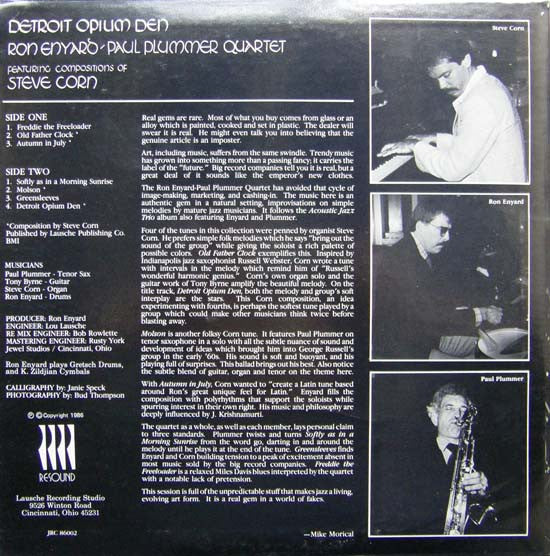 DETROIT OPIUM DEN
RON ENYARD-PAUL PLUMMER QUARTET
FEATURING COMPOSITIONS OF
STEVE CORN
SIDE ONE
1. Freddie the Freeloader
2. Old Father Clock *
3. Autumn in July *
SIDE TWO
1. Softly as in a Morning Sunrise
2. Molson *
3. Greensleeves
4. Detroit Opium Den *
*Composition by Steve Corn
Published by Lausche Publishing Co.
BMI
MUSICIANS
Paul Plummer - Tenor Sax
Tony Byrne - Guitar
Steve Corn - Organ
Ron Enyard - Drums
PRODUCER: Ron Enyard
ENGINEER: Lou Lausche
RE MIX ENGINEER: Bob Rowlette
MASTERING ENGINEER: Rusty York
Jewel Studios / Cincinnati, Ohio
Ron Enyard plays Gretsch Drums,
and K. Zildjian Cymbals
CALLIGRAPHY by: Janie Speck
PHOTOGRAPHY by: Bud Thompson
℗ © Copyright 1986
RESOUND
Lausche Recording Studio
9526 Winton Road
Cincinnati, Ohio 45231
JRC 86002
Real gems are rare. Most of what you buy comes from glass or an
alloy which is painted, cooked and set in plastic. The dealer will
swear it is real. He might even talk you into believing that the
genuine article is an imposter.
Art, including music, suffers from the same swindle. Trendy music
has grown into something more than a passing fancy; it carries the
label of the "future." Big record companies tell you it is real, but a
great deal of it sounds like the emperor's new clothes.
The Ron Enyard-Paul Plummer Quartet has avoided that cycle of
image-making, marketing, and cashing-in. The music here is an
authentic gem in a natural setting, improvisations on simple
melodies by mature jazz musicians. It follows the Acoustic Jazz
Trio album also featuring Enyard and Plummer.
Four of the tunes in this collection were penned by organist Steve
Corn. He prefers simple folk melodies which he says "bring out the
sound of the group" while giving the soloist a rich palette of
possible colors. Old Father Clock exemplifies this. Inspired by
Indianapolis jazz saxophonist Russell Webster, Corn wrote a tune
with intervals in the melody which remind him of "Russell's
wonderful harmonic genius." Corn's own organ solo and the
guitar work of Tony Byrne amplify the beautiful melody. On the
title track, Detroit Opium Den, both the melody and group's soft
interplay are the stars. This Corn composition, an idea
experimenting with fourths, is perhaps the softest tune played by a
group which could make other musicians think twice before
blasting away.
Molson is another folksy Corn tune. It features Paul Plummer on
tenor saxophone in a solo with all the subtle nuance of sound and
development of ideas which brought him into George Russell's
group in the early '60s. His sound is soft and buoyant, and his
playing full of surprises. This ballad brings out his best. Also notice
the subtle blend of guitar, organ and tenor on the theme here.
With Autumn in July, Corn wanted to "create a Latin tune based
around Ron's great unique feel for Latin." Enyard fills the
composition with polyrhythms that support the soloists while
spurring interest in their own right. His music and philosophy are
deeply influenced by J. Krishnamurti.
The quartet as a whole, as well as each member, lays personal claim
to three standards. Plummer twists and turns Softly as in a
Morning Sunrise from the word go, darting in and around the
melody until he plays it at the end of the tune. Greensleeves finds
Enyard and Corn building tension to a peak of excitement absent in
most music sold by the big record companies. Freddie the
Freeloader is a relaxed Miles Davis blues interpreted by the quartet
with a notable lack of pretension.
This session is full of the unpredictable stuff that makes jazz a living,
evolving art form. It is a real gem in a world of fakes.
—Mike Morical
Steve Corn
Ron Enyard
Paul Plummer